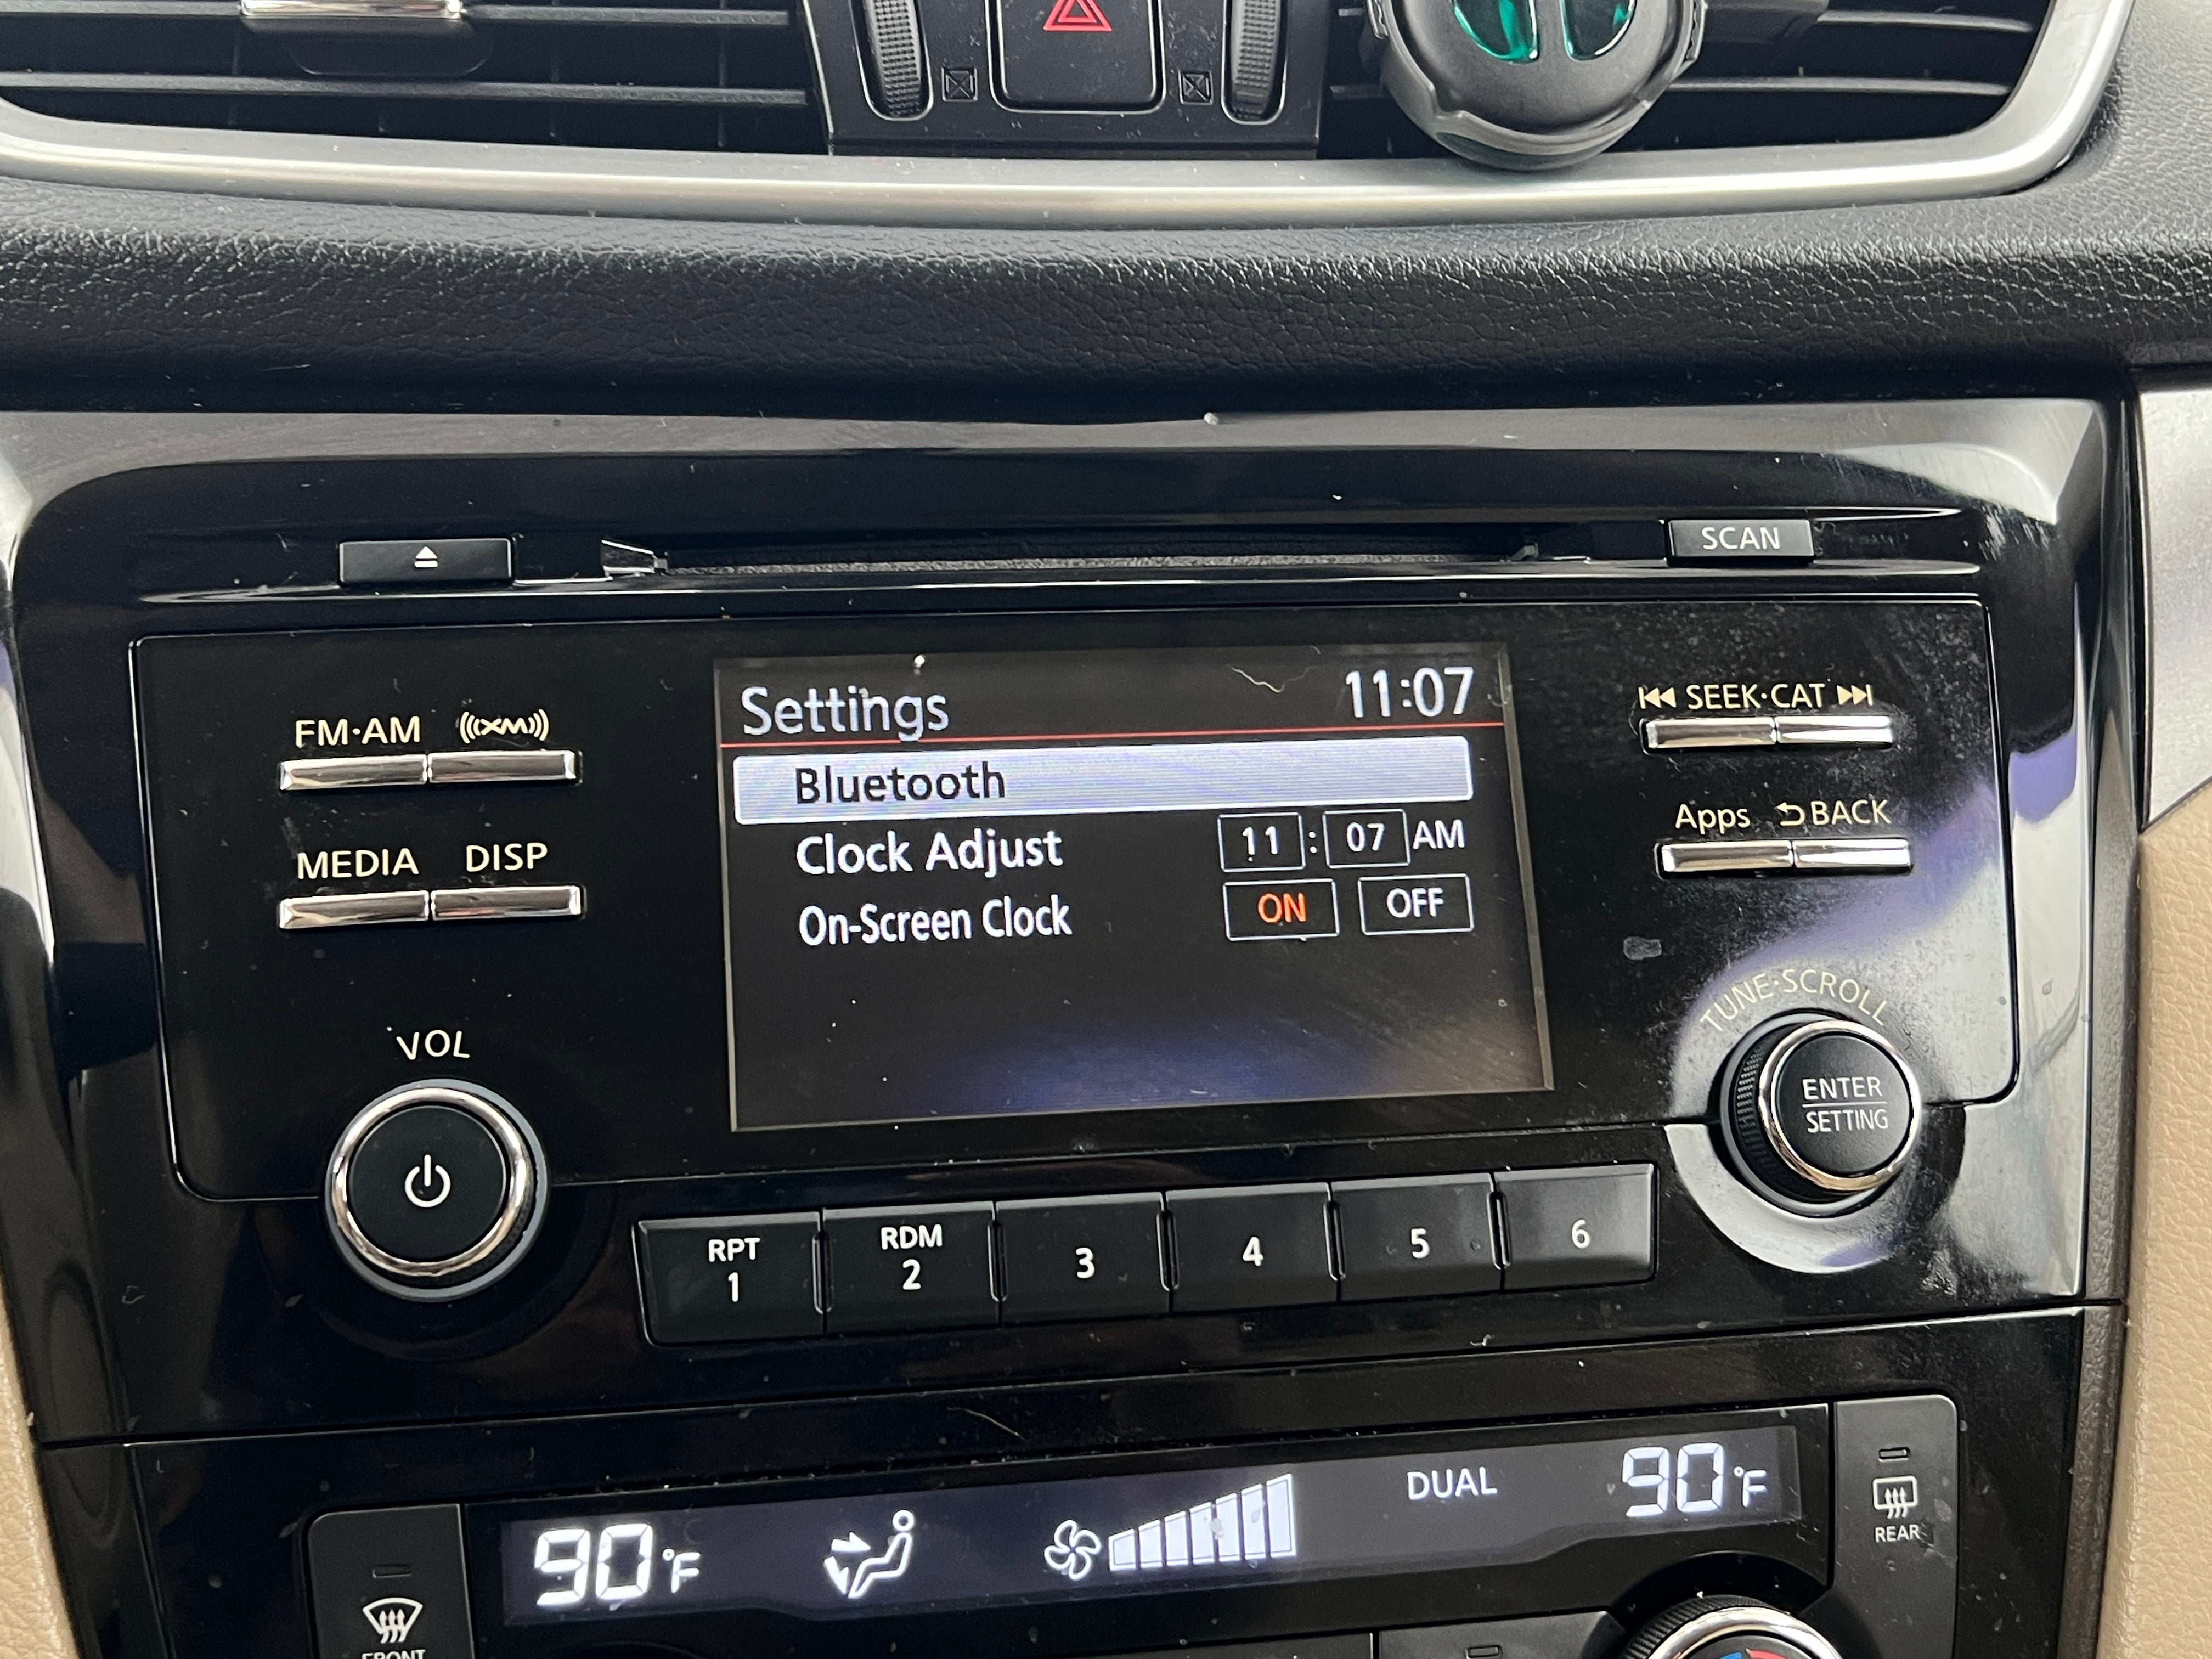 SCAN
Settings 11:07
FM·AM XM
SEEK·CAT
Bluetooth
Clock Adjust 11 : 07 AM
Apps BACK
MEDIA DISP
On-Screen Clock ON OFF
TUNE·SCROLL
VOL
ENTER
SETTING
RPT
1
RDM
2
3
4
5
6
90°F
DUAL
90°F
REAR
FRONT